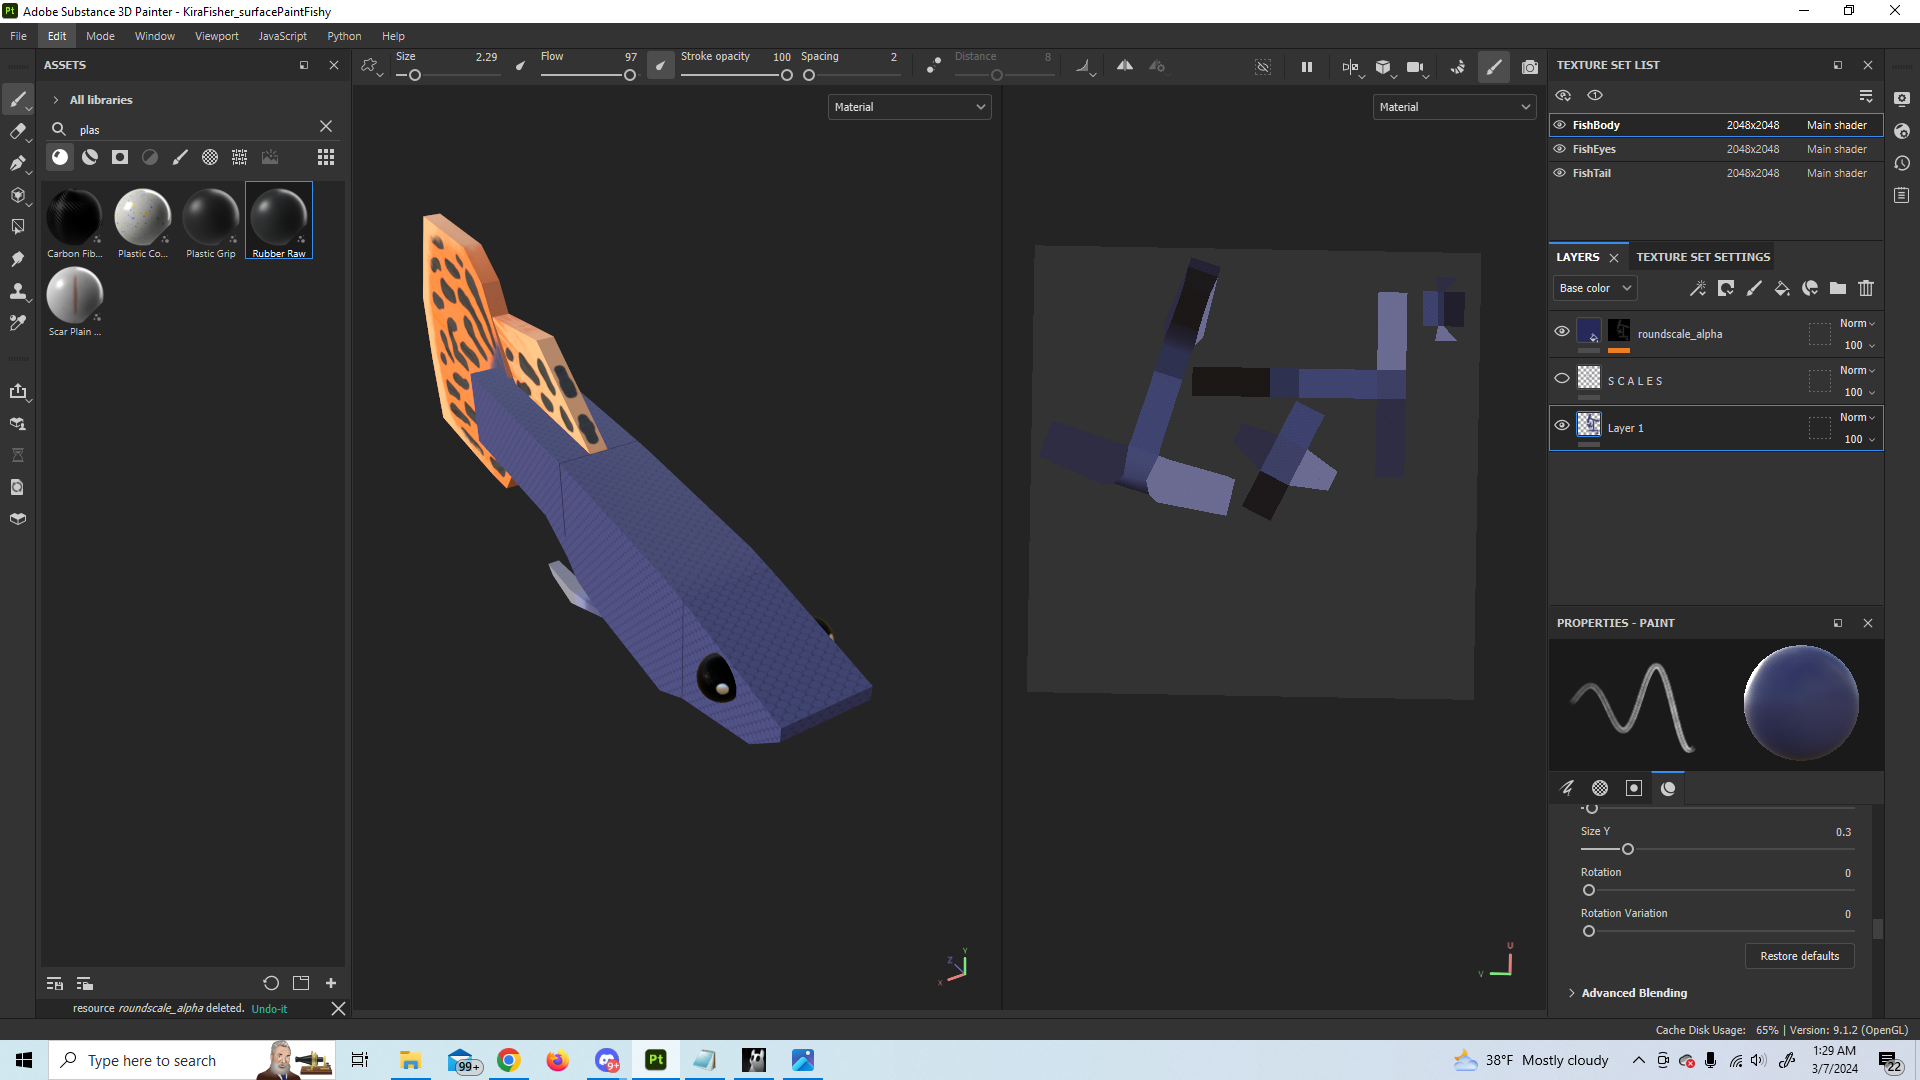 Adobe Substance 3D Painter - KiraFisher_surfacePaintFishy
File Edit Mode Window Viewport JavaScript Python Help
ASSETS
All libraries
plas
Carbon Fib... Plastic Co... Plastic Grip Rubber Raw
Scar Plain ...
resource roundscale_alpha deleted. Undo-it
Size 2.29 Flow 97 Stroke opacity 100 Spacing 2 Distance 8
Material
Material
Y
Z
X
U
V
TEXTURE SET LIST
FishBody 2048x2048 Main shader
FishEyes 2048x2048 Main shader
FishTail 2048x2048 Main shader
LAYERS TEXTURE SET SETTINGS
Base color
roundscale_alpha Norm 100
S C A L E S Norm 100
Layer 1 Norm 100
PROPERTIES - PAINT
Size Y 0.3
Rotation 0
Rotation Variation 0
Restore defaults
Advanced Blending
Cache Disk Usage: 65% | Version: 9.1.2 (OpenGL)
Type here to search
99+
9+
Pt
38°F Mostly cloudy
1:29 AM
3/7/2024
22